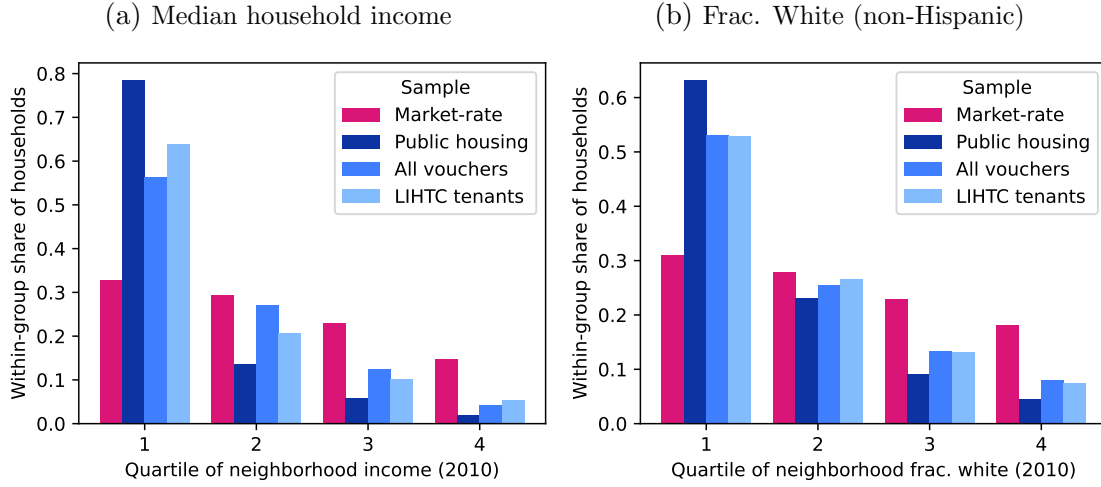 (a) Median household income
Within-group share of households
0.8
0.7
0.6
0.5
0.4
0.3
0.2
0.1
0.0
Sample
Market-rate
Public housing
All vouchers
LIHTC tenants
1 2 3 4
Quartile of neighborhood income (2010)
(b) Frac. White (non-Hispanic)
Within-group share of households
0.6
0.5
0.4
0.3
0.2
0.1
0.0
Sample
Market-rate
Public housing
All vouchers
LIHTC tenants
1 2 3 4
Quartile of neighborhood frac. white (2010)